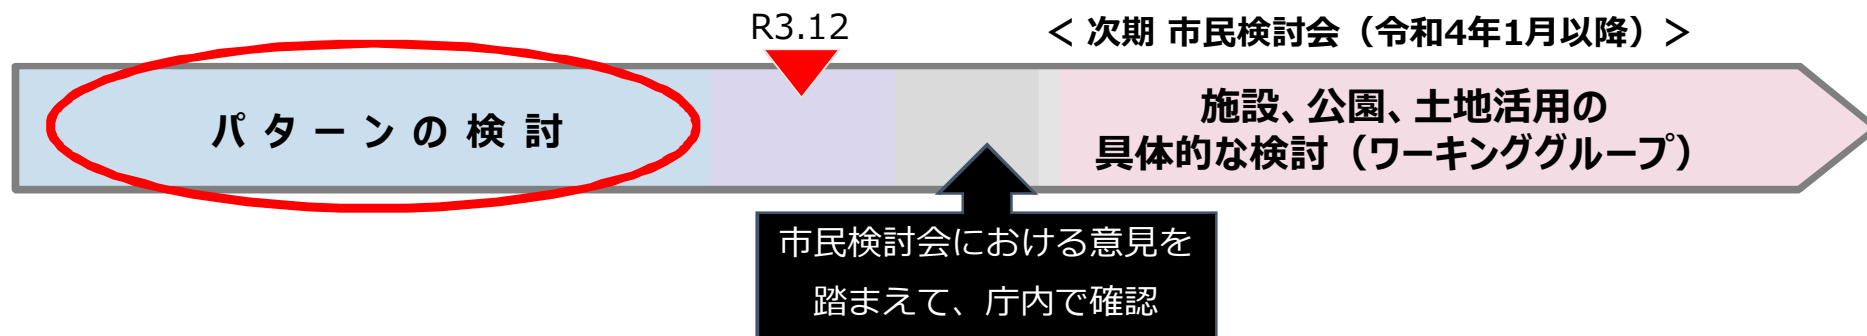 R3.12
＜ 次期 市民検討会（令和4年1月以降）＞
パターンの検討
施設、公園、土地活用の
具体的な検討（ワーキンググループ）
市民検討会における意見を
踏まえて、庁内で確認